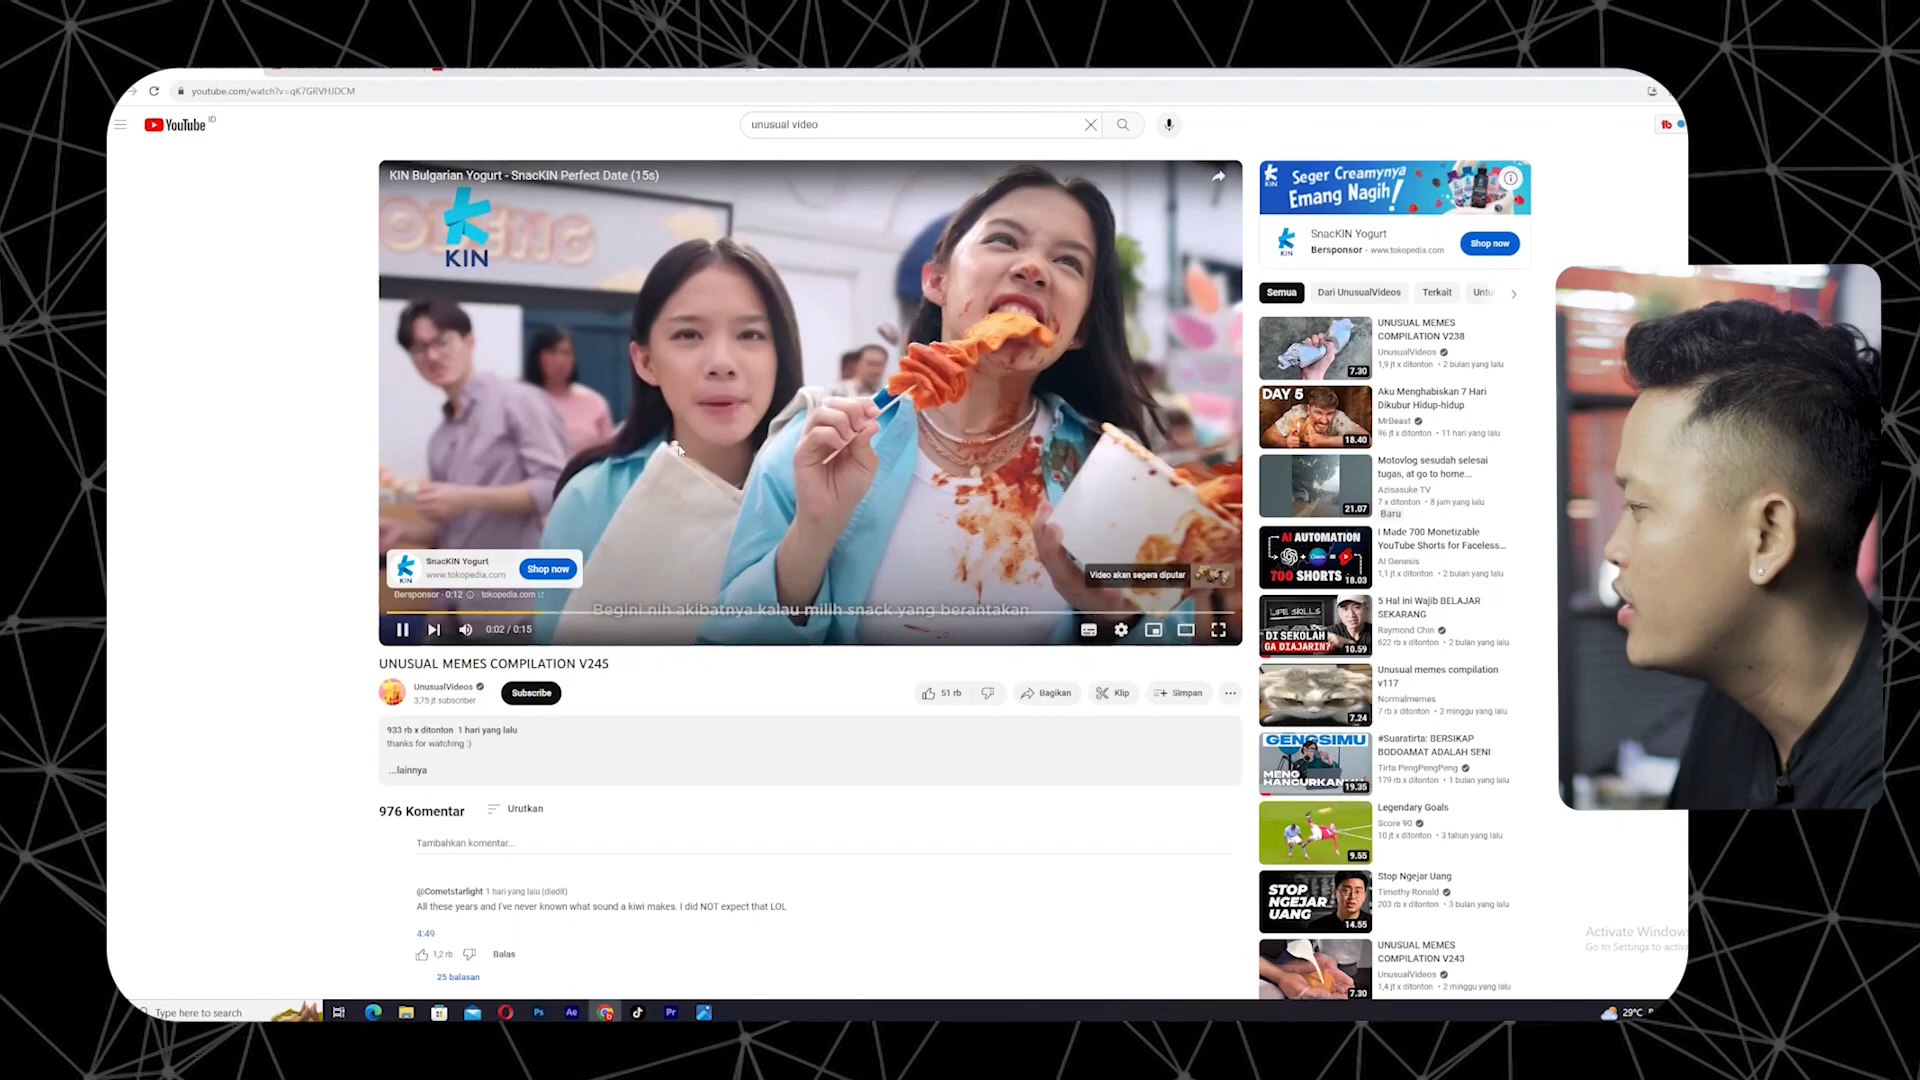 youtube.com/watch?v=qK7GRVHJDCM
YouTube ID
unusual video
KIN Bulgarian Yogurt - SnacKIN Perfect Date (15s)
KIN
SnacKIN Yogurt
www.tokopedia.com
Shop now
Video akan segera diputar
Bersponsor · 0:12
tokopedia.com
Begini nih akibatnya kalau milih snack yang berantakan
0:02 / 0:15
UNUSUAL MEMES COMPILATION V245
UnusualVideos
3,75 jt subscriber
Subscribe
51 rb
Bagikan
Klip
Simpan
933 rb x ditonton 1 hari yang lalu
thanks for watching :)
...lainnya
976 Komentar
Urutkan
Tambahkan komentar...
@Cometstarlight 1 hari yang lalu (diedit)
All these years and I've never known what sound a kiwi makes. I did NOT expect that LOL
4:49
1,2 rb
Balas
25 balasan
KIN
Seger Creamynya
Emang Nagih!
KIN
SnacKIN Yogurt
Bersponsor · www.tokopedia.com
Shop now
Semua
Dari UnusualVideos
Terkait
Untu
7.30
UNUSUAL MEMES
COMPILATION V238
UnusualVideos
1,9 jt x ditonton • 2 bulan yang lalu
DAY 5
18.40
Aku Menghabiskan 7 Hari
Dikubur Hidup-hidup
MrBeast
96 jt x ditonton • 11 hari yang lalu
21.07
Motovlog sesudah selesai
tugas, at go to home...
Azisasuke TV
7 x ditonton • 8 jam yang lalu
Baru
AI AUTOMATION
700 SHORTS
18.03
I Made 700 Monetizable
YouTube Shorts for Faceless...
AI Genesis
1,1 jt x ditonton • 2 bulan yang lalu
LIFE SKILLS
DI SEKOLAH
GA DIAJARIN?
10.59
5 Hal ini Wajib BELAJAR
SEKARANG
Raymond Chin
622 rb x ditonton • 2 bulan yang lalu
7.24
Unusual memes compilation
v117
Normalmemes
7 rb x ditonton • 2 minggu yang lalu
GENGSIMU
MENG
HANCURKANMU
19.35
#Suaratirta: BERSIKAP
BODOAMAT ADALAH SENI
Tirta PengPengPeng
179 rb x ditonton • 1 bulan yang lalu
9.55
Legendary Goals
Score 90
10 jt x ditonton • 3 tahun yang lalu
STOP
NGEJAR
UANG
14.55
Stop Ngejar Uang
Timothy Ronald
203 rb x ditonton • 3 bulan yang lalu
7.30
UNUSUAL MEMES
COMPILATION V243
UnusualVideos
1,4 jt x ditonton • 2 minggu yang lalu
Activate Windows
Go to Settings to activa
Type here to search
Ps
Ae
Pr
29°C